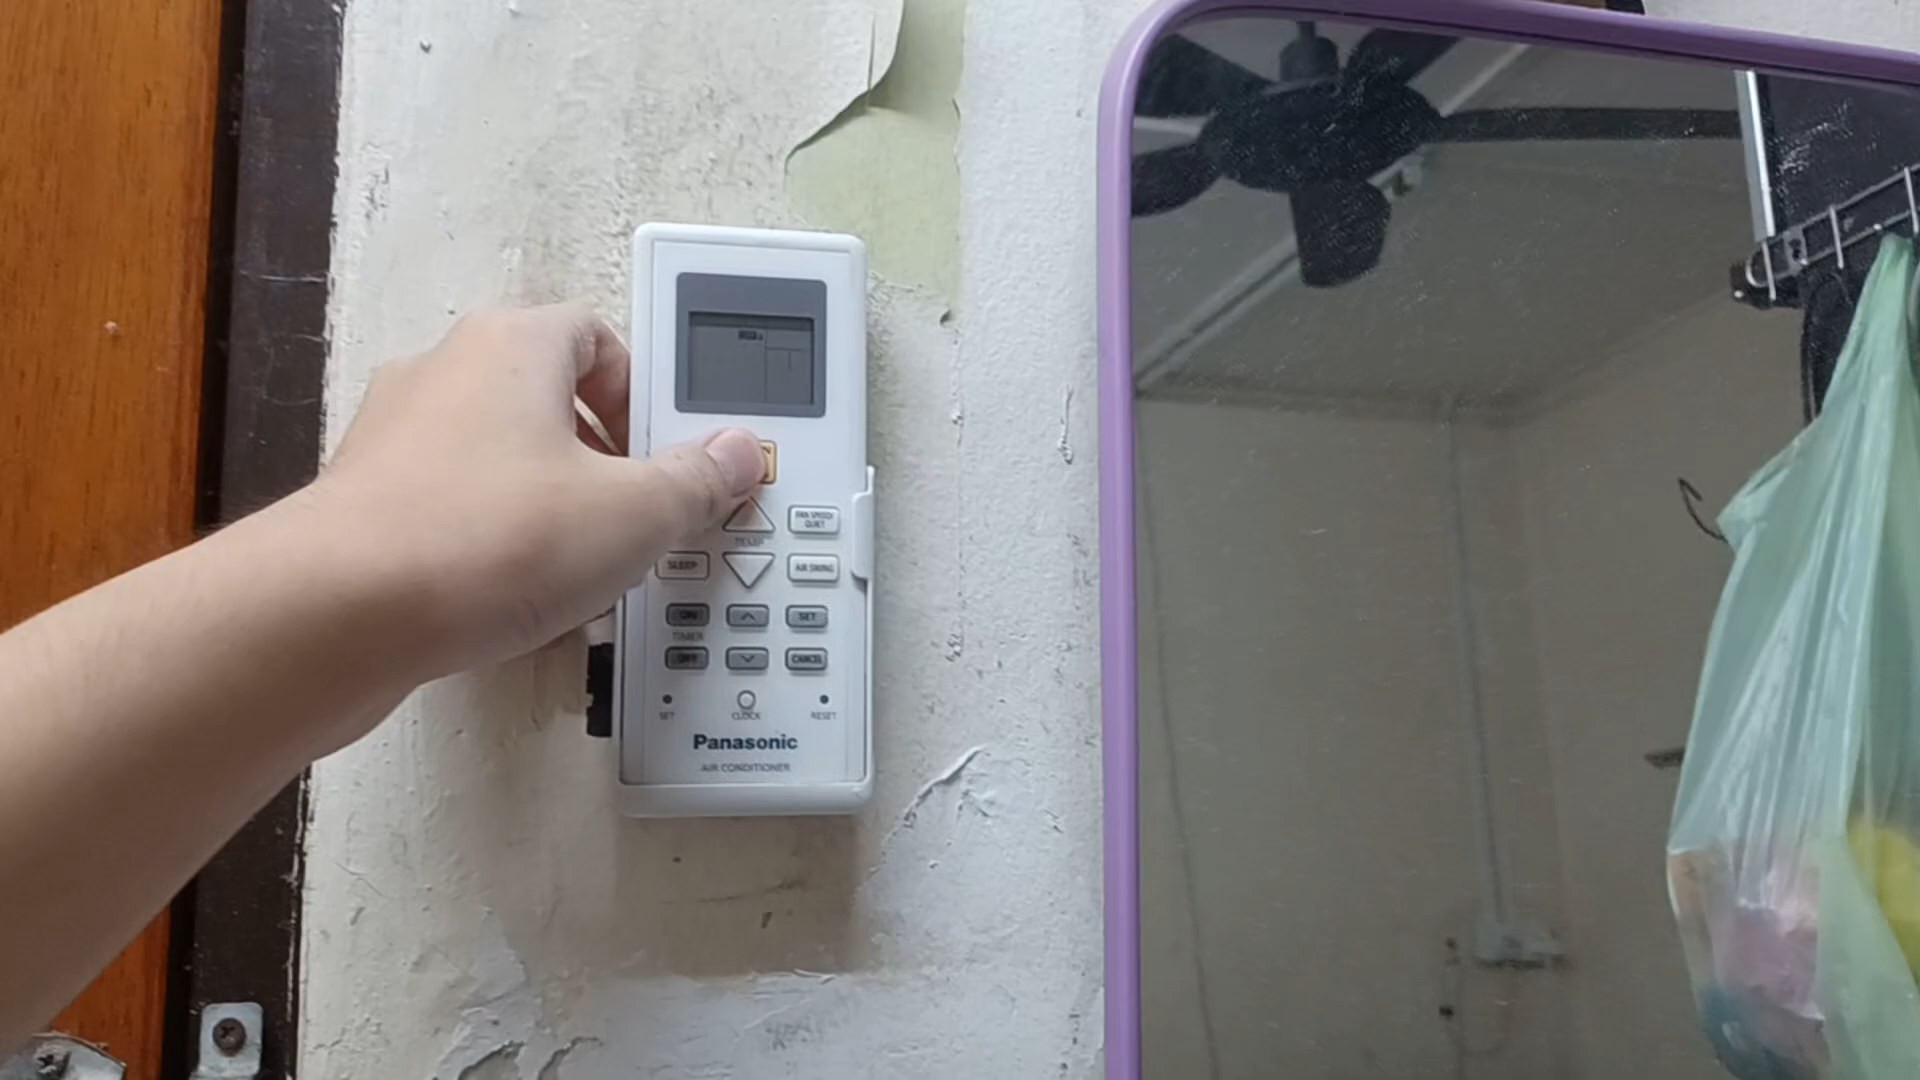 FAN SPEED/
QUIET
TEMP
SLEEP
AIR SWING
ON
SET
TIMER
OFF
CANCEL
SET
CLOCK
RESET
Panasonic
AIR CONDITIONER